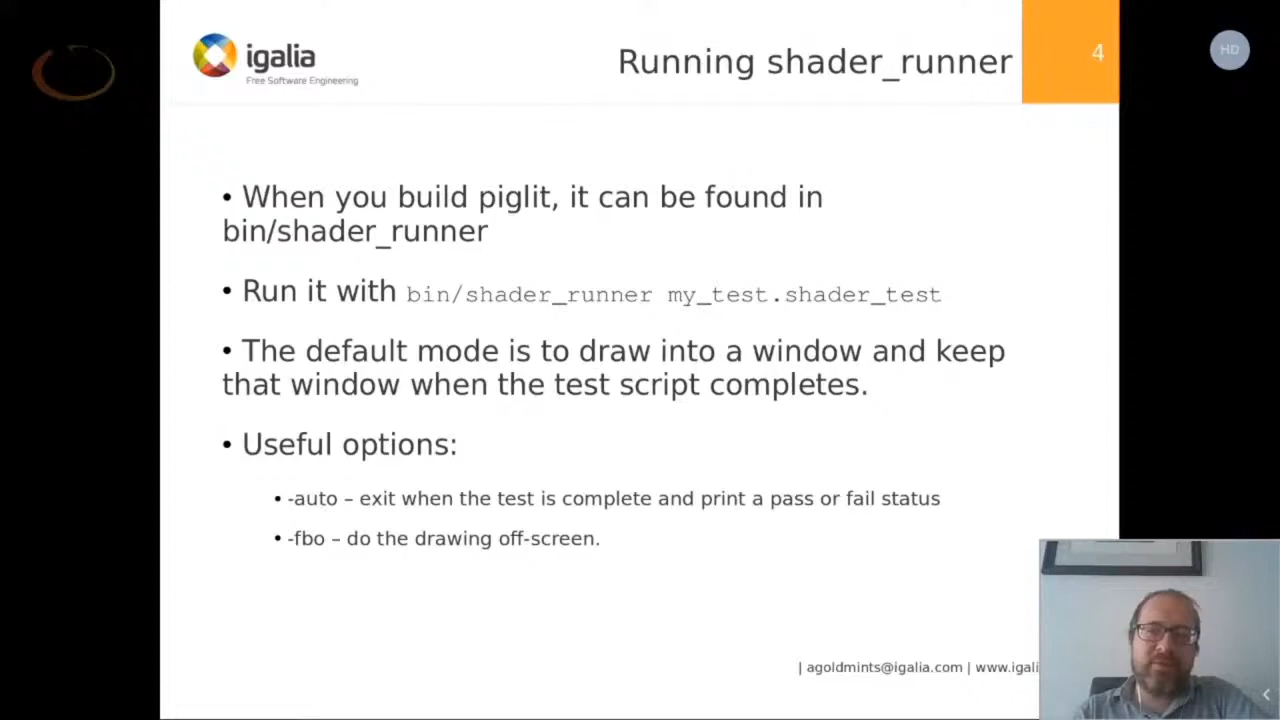 igalia
Free Software Engineering
Running shader_runner
4
HD
• When you build piglit, it can be found in
bin/shader_runner
• Run it with bin/shader_runner my_test.shader_test
• The default mode is to draw into a window and keep
that window when the test script completes.
• Useful options:
• -auto – exit when the test is complete and print a pass or fail status
• -fbo – do the drawing off-screen.
| agoldmints@igalia.com | www.igali